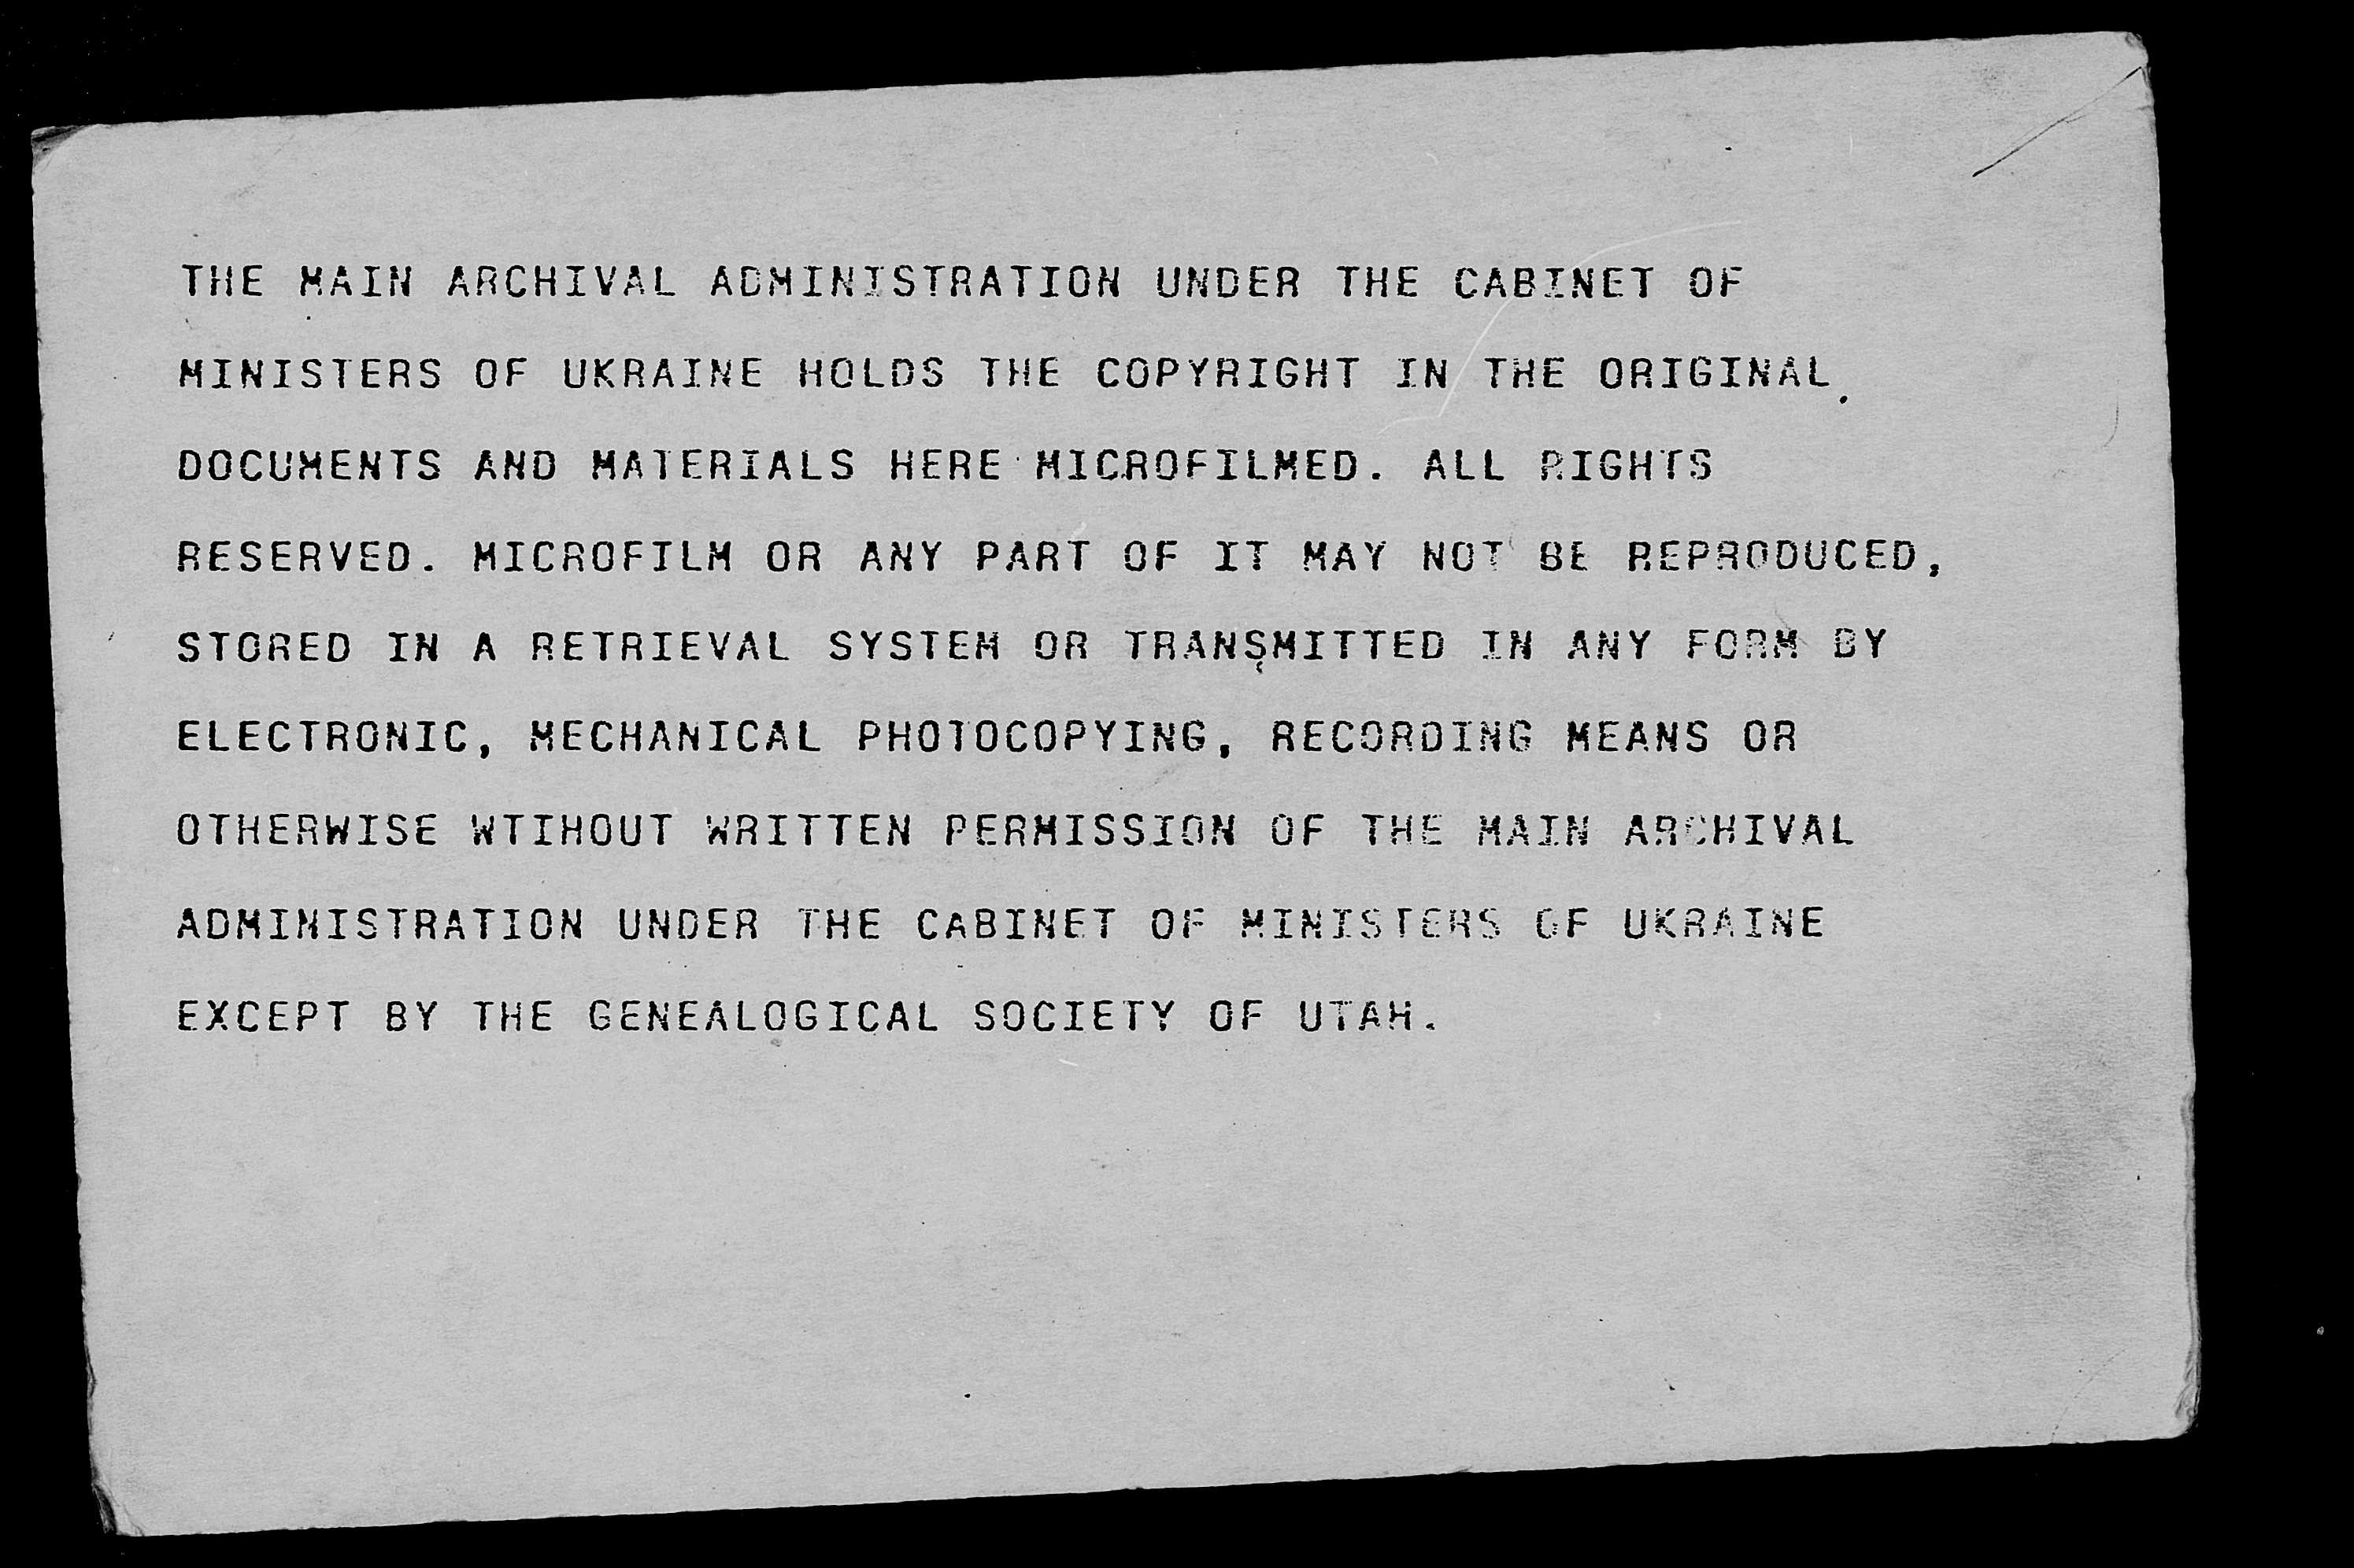 THE MAIN ARCHIVAL ADMINISTRATION UNDER THE CABINET OF
MINISTERS OF UKRAINE HOLDS THE COPYRIGHT IN THE ORIGINAL
DOCUMENTS AND MATERIALS HERE MICROFILMED. ALL RIGHTS
RESERVED. MICROFILM OR ANY PART OF IT MAY NOT BE REPRODUCED,
STORED IN A RETRIEVAL SYSTEM OR TRANSMITTED IN ANY FORM BY
ELECTRONIC, MECHANICAL PHOTOCOPYING, RECORDING MEANS OR
OTHERWISE WTIHOUT WRITTEN PERMISSION OF THE MAIN ARCHIVAL
ADMINISTRATION UNDER THE CABINET OF MINISTERS OF UKRAINE
EXCEPT BY THE GENEALOGICAL SOCIETY OF UTAH.